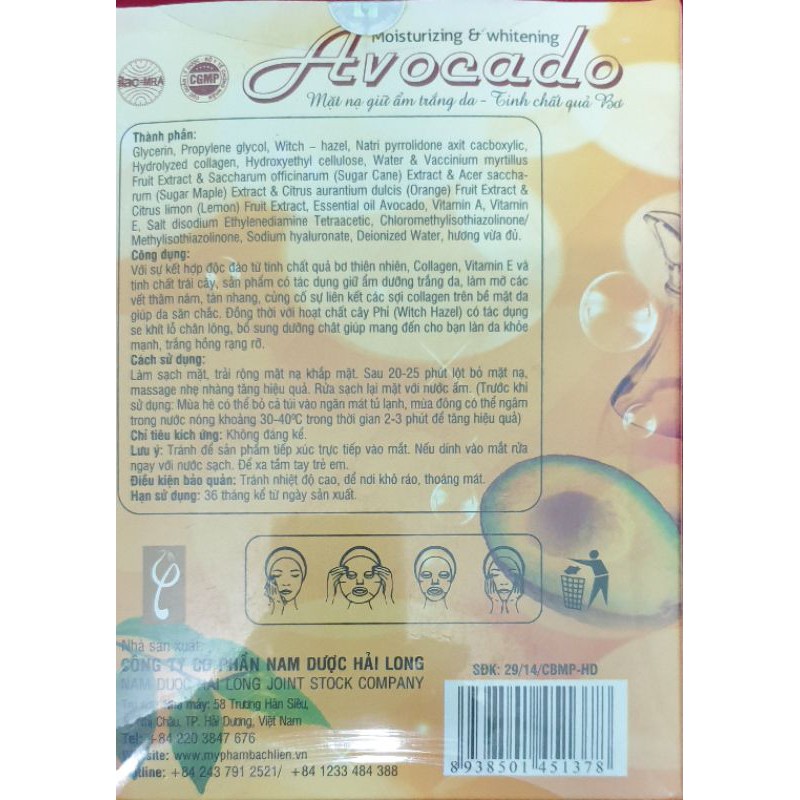 Moisturizing & whitening
Avocado
Mặt nạ giữ ẩm trắng da - Tinh chất quả Bơ
ilac-MRA
CGMP
Thành phần:
Glycerin, Propylene glycol, Witch – hazel, Natri pyrrolidone axit cacboxylic,
Hydrolyzed collagen, Hydroxyethyl cellulose, Water & Vaccinium myrtillus
Fruit Extract & Saccharum officinarum (Sugar Cane) Extract & Acer saccha-
rum (Sugar Maple) Extract & Citrus aurantium dulcis (Orange) Fruit Extract &
Citrus limon (Lemon) Fruit Extract, Essential oil Avocado, Vitamin A, Vitamin
E, Salt disodium Ethylenediamine Tetraacetic, Chloromethylisothiazolinone/
Methylisothiazolinone, Sodium hyaluronate, Deionized Water, hương vừa đủ.
Công dụng:
Với sự kết hợp độc đáo từ tinh chất quả bơ thiên nhiên, Collagen, Vitamin E và
tinh chất trái cây, sản phẩm có tác dụng giữ ẩm dưỡng trắng da, làm mờ các
vết thâm nám, tàn nhang, củng cố sự liên kết các sợi collagen trên bề mặt da
giúp da săn chắc. Đồng thời với hoạt chất cây Phỉ (Witch Hazel) có tác dụng
se khít lỗ chân lông, bổ sung dưỡng chất giúp mang đến cho bạn làn da khỏe
mạnh, trắng hồng rạng rỡ.
Cách sử dụng:
Làm sạch mặt, trải rộng mặt nạ khắp mặt. Sau 20-25 phút lột bỏ mặt nạ,
massage nhẹ nhàng tăng hiệu quả. Rửa sạch lại mặt với nước ấm. (Trước khi
sử dụng: Mùa hè có thể bỏ cả túi vào ngăn mát tủ lạnh, mùa đông có thể ngâm
trong nước nóng khoảng 30-40ºC trong thời gian 2-3 phút để tăng hiệu quả)
Chỉ tiêu kích ứng: Không đáng kể.
Lưu ý: Tránh để sản phẩm tiếp xúc trực tiếp vào mắt. Nếu dính vào mắt rửa
ngay với nước sạch. Để xa tầm tay trẻ em.
Điều kiện bảo quản: Tránh nhiệt độ cao, để nơi khô ráo, thoáng mát.
Hạn sử dụng: 36 tháng kể từ ngày sản xuất.
Nhà sản xuất:
CÔNG TY CỔ PHẦN NAM DƯỢC HẢI LONG
NAM DUOC HAI LONG JOINT STOCK COMPANY
máy: 58 Trương Hán Siêu,
Châu, TP. Hải Dương, Việt Nam
Tel: +84 220 3847 676
Website: www.myphambachlien.vn
Hotline: +84 243 791 2521/ +84 1233 484 388
SĐK: 29/14/CBMP-HD
8 938501 451378